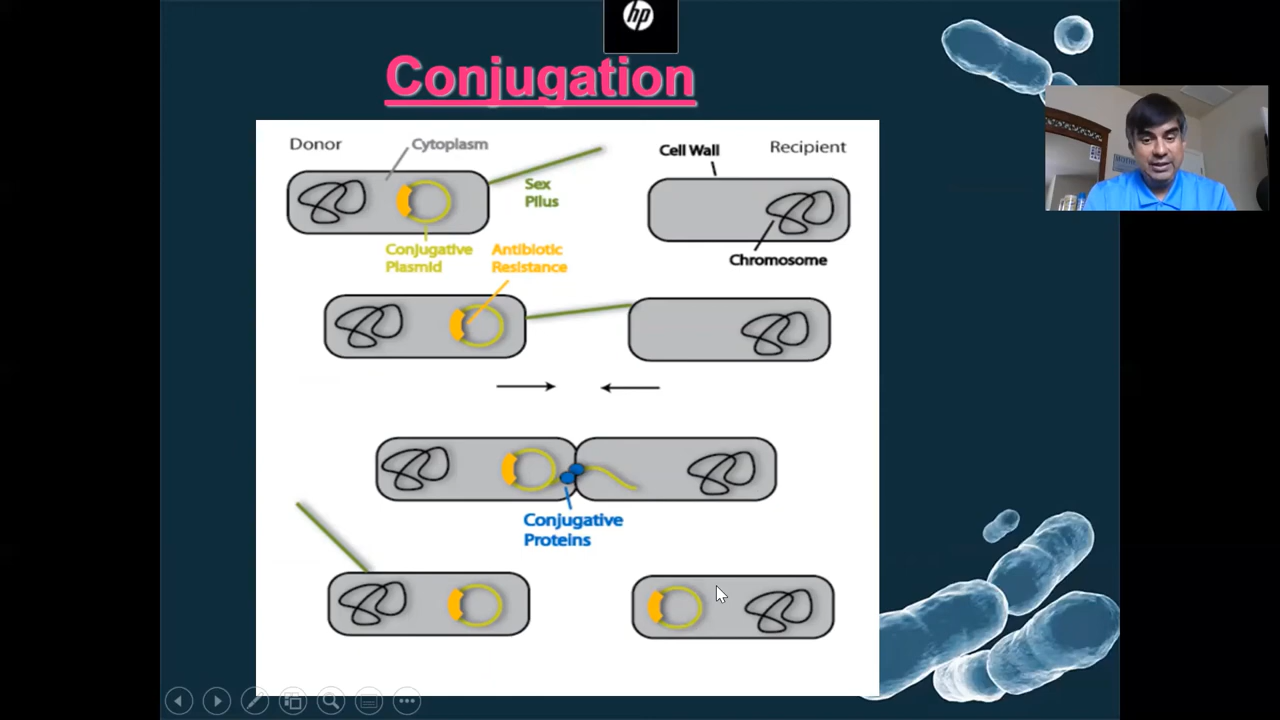 hp
Conjugation
Donor
Cytoplasm
Cell Wall
Recipient
Sex
Pilus
Conjugative
Plasmid
Antibiotic
Resistance
Chromosome
Conjugative
Proteins